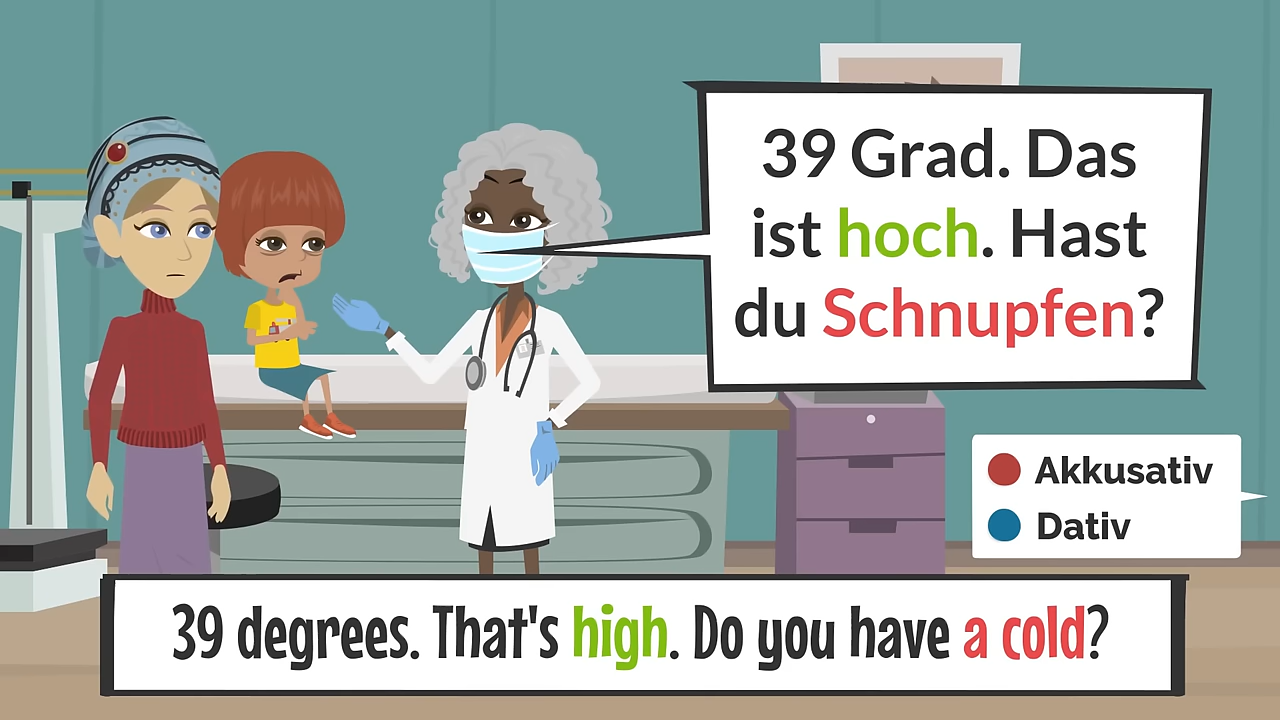 39 Grad. Das
ist hoch. Hast
du Schnupfen?
Akkusativ
Dativ
39 degrees. That's high. Do you have a cold?